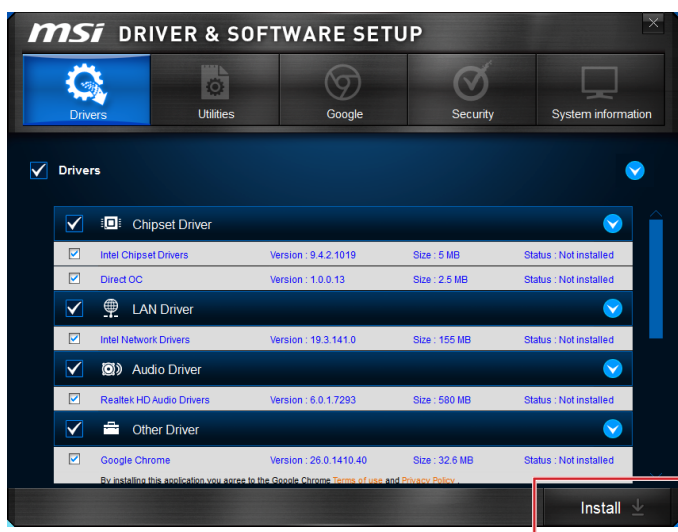 msi DRIVER & SOFTWARE SETUP
Drivers Utilities Google Security System information
Drivers
Chipset Driver
Intel Chipset Drivers Version : 9.4.2.1019 Size : 5 MB Status : Not installed
Direct OC Version : 1.0.0.13 Size : 2.5 MB Status : Not installed
LAN Driver
Intel Network Drivers Version : 19.3.141.0 Size : 155 MB Status : Not installed
Audio Driver
Realtek HD Audio Drivers Version : 6.0.1.7293 Size : 580 MB Status : Not installed
Other Driver
Google Chrome Version : 26.0.1410.40 Size : 32.6 MB Status : Not installed
By installing this application you agree to the Google Chrome Terms of use and Privacy Policy .
Install